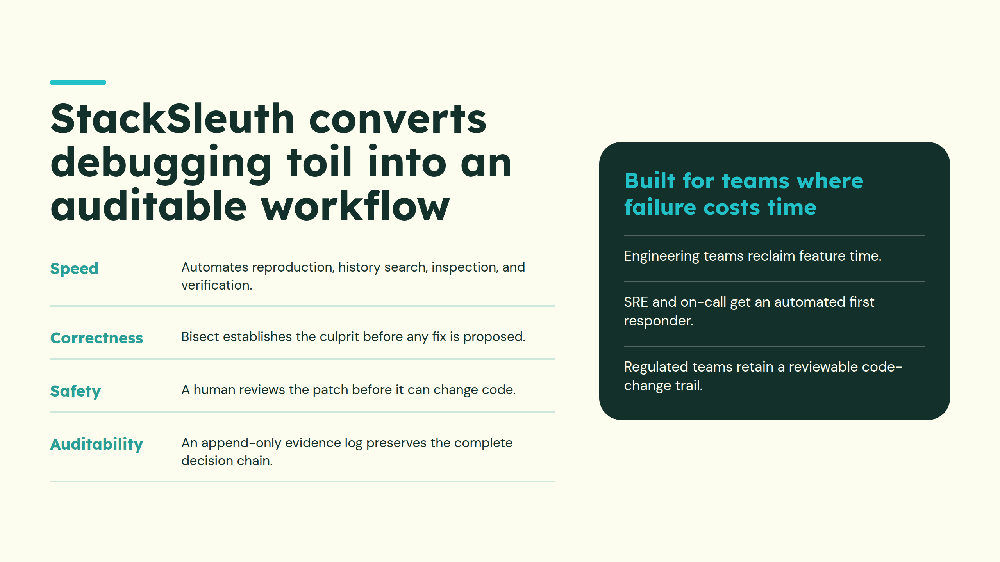 StackSleuth converts
debugging toil into an
auditable workflow
Speed
Automates reproduction, history search, inspection, and
verification.
Correctness
Bisect establishes the culprit before any fix is proposed.
Safety
A human reviews the patch before it can change code.
Auditability
An append-only evidence log preserves the complete
decision chain.
Built for teams where
failure costs time
Engineering teams reclaim feature time.
SRE and on-call get an automated first
responder.
Regulated teams retain a reviewable code-
change trail.